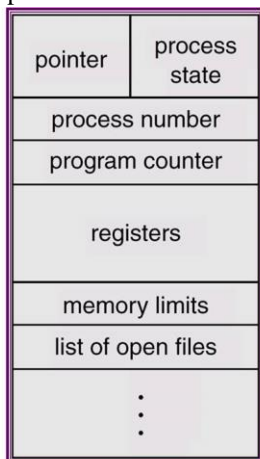 pointer
process
state
process number
program counter
registers
memory limits
list of open files